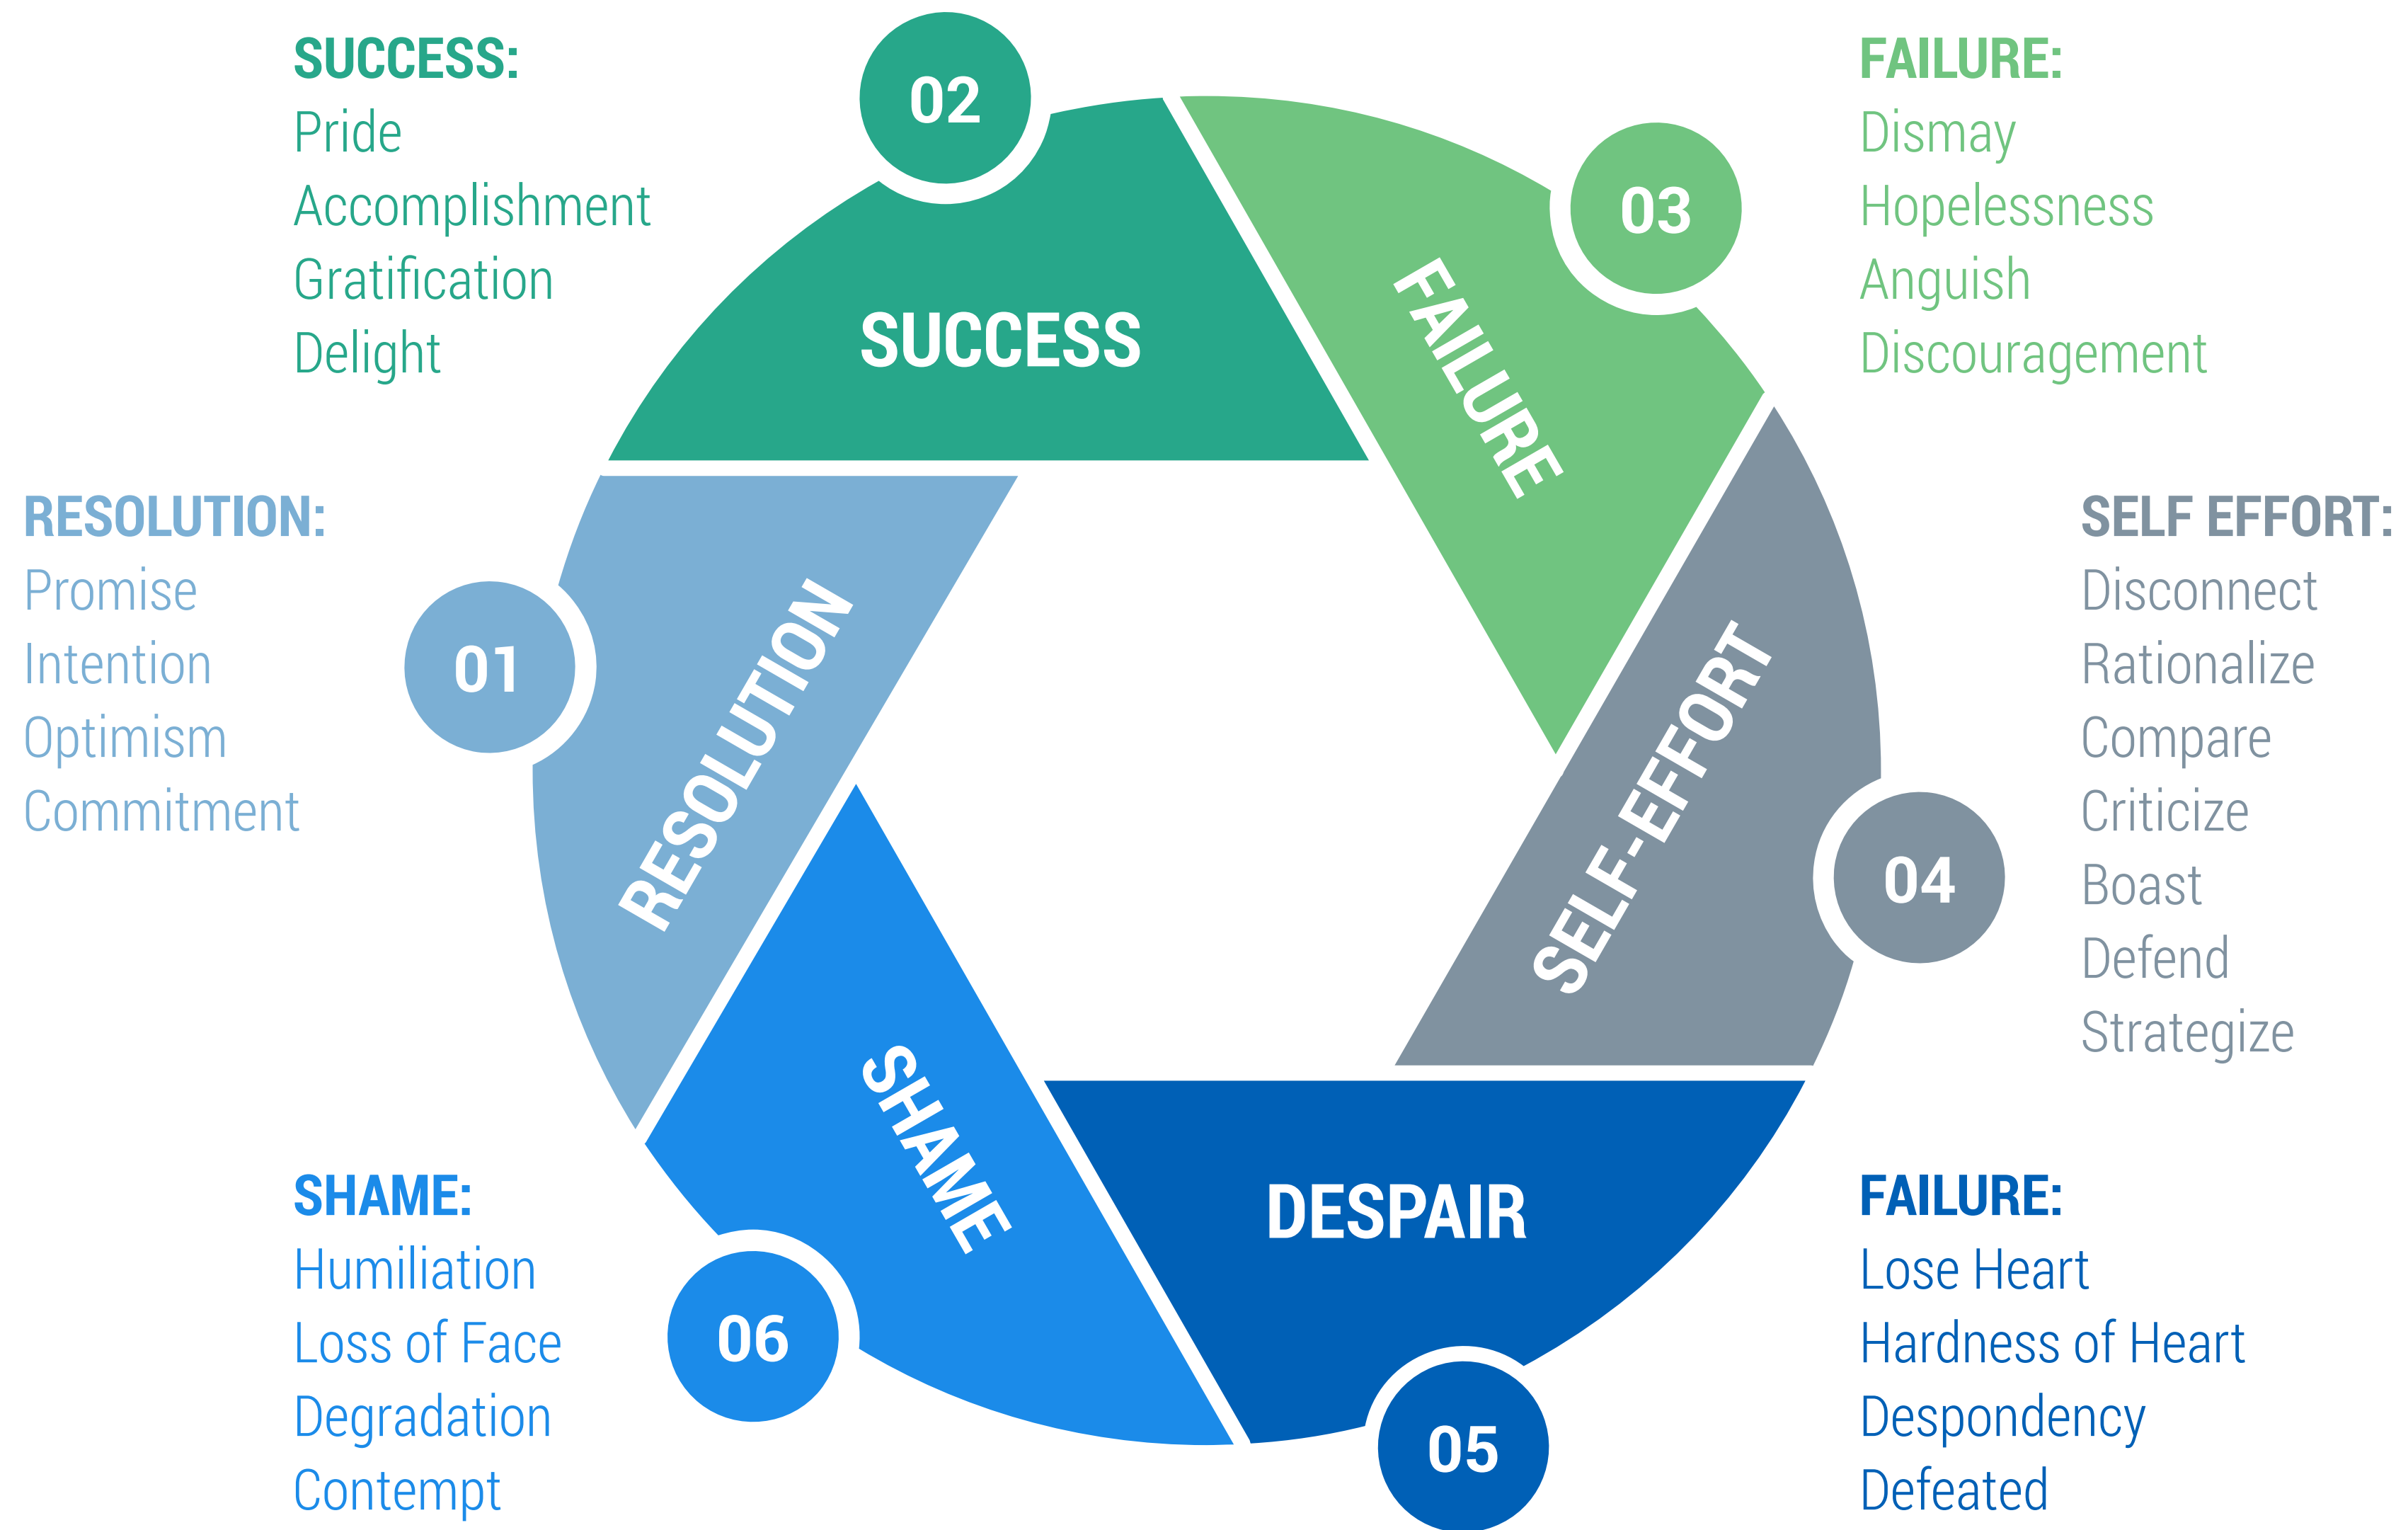 SUCCESS:
Pride
Accomplishment
Gratification
Delight
02
SUCCESS
FAILURE:
Dismay
Hopelessness
Anguish
Discouragement
03
FAILURE
RESOLUTION:
Promise
Intention
Optimism
Commitment
01
RESOLUTION
SELF EFFORT:
Disconnect
Rationalize
Compare
Criticize
Boast
Defend
Strategize
04
SELF-EFFORT
SHAME:
Humiliation
Loss of Face
Degradation
Contempt
06
SHAME
DESPAIR
05
FAILURE:
Lose Heart
Hardness of Heart
Despondency
Defeated